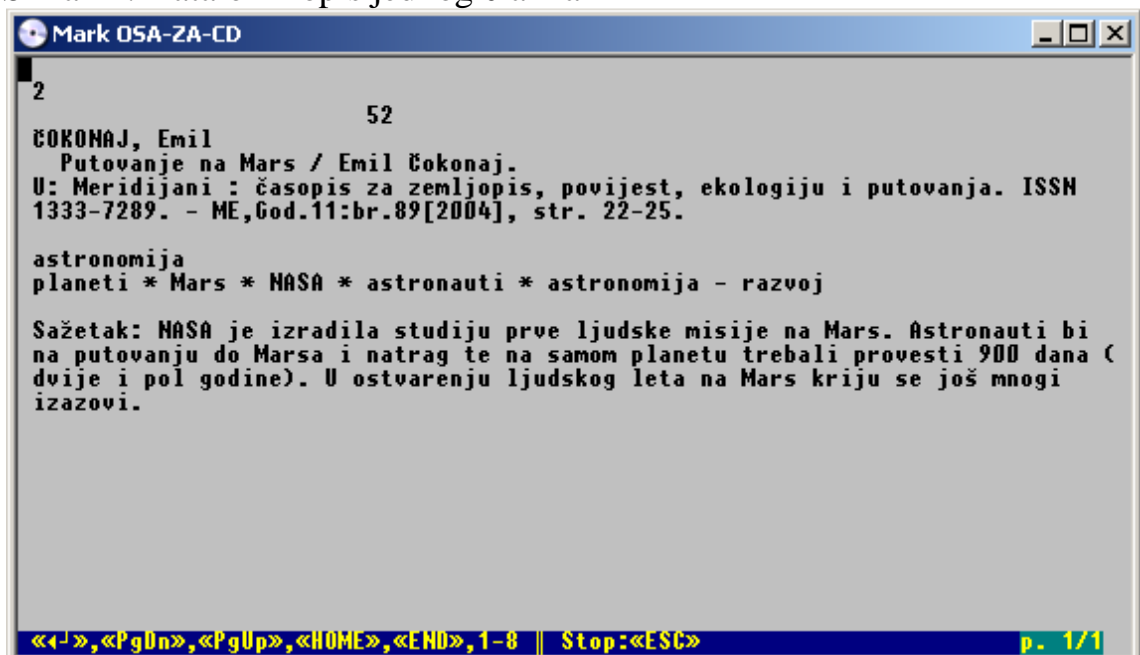 Mark OSA-ZA-CD
2
52
ČOKONAJ, Emil
Putovanje na Mars / Emil Čokonaj.
U: Meridijani : časopis za zemljopis, povijest, ekologiju i putovanja. ISSN
1333-7289. - ME,God.11:br.89[2004], str. 22-25.
astronomija
planeti * Mars * NASA * astronauti * astronomija - razvoj
Sažetak: NASA je izradila studiju prve ljudske misije na Mars. Astronauti bi
na putovanju do Marsa i natrag te na samom planetu trebali provesti 900 dana (
dvije i pol godine). U ostvarenju ljudskog leta na Mars kriju se još mnogi
izazovi.
«↵»,«PgDn»,«PgUp»,«HOME»,«END»,1-8 ║ Stop:«ESC» p. 1/1